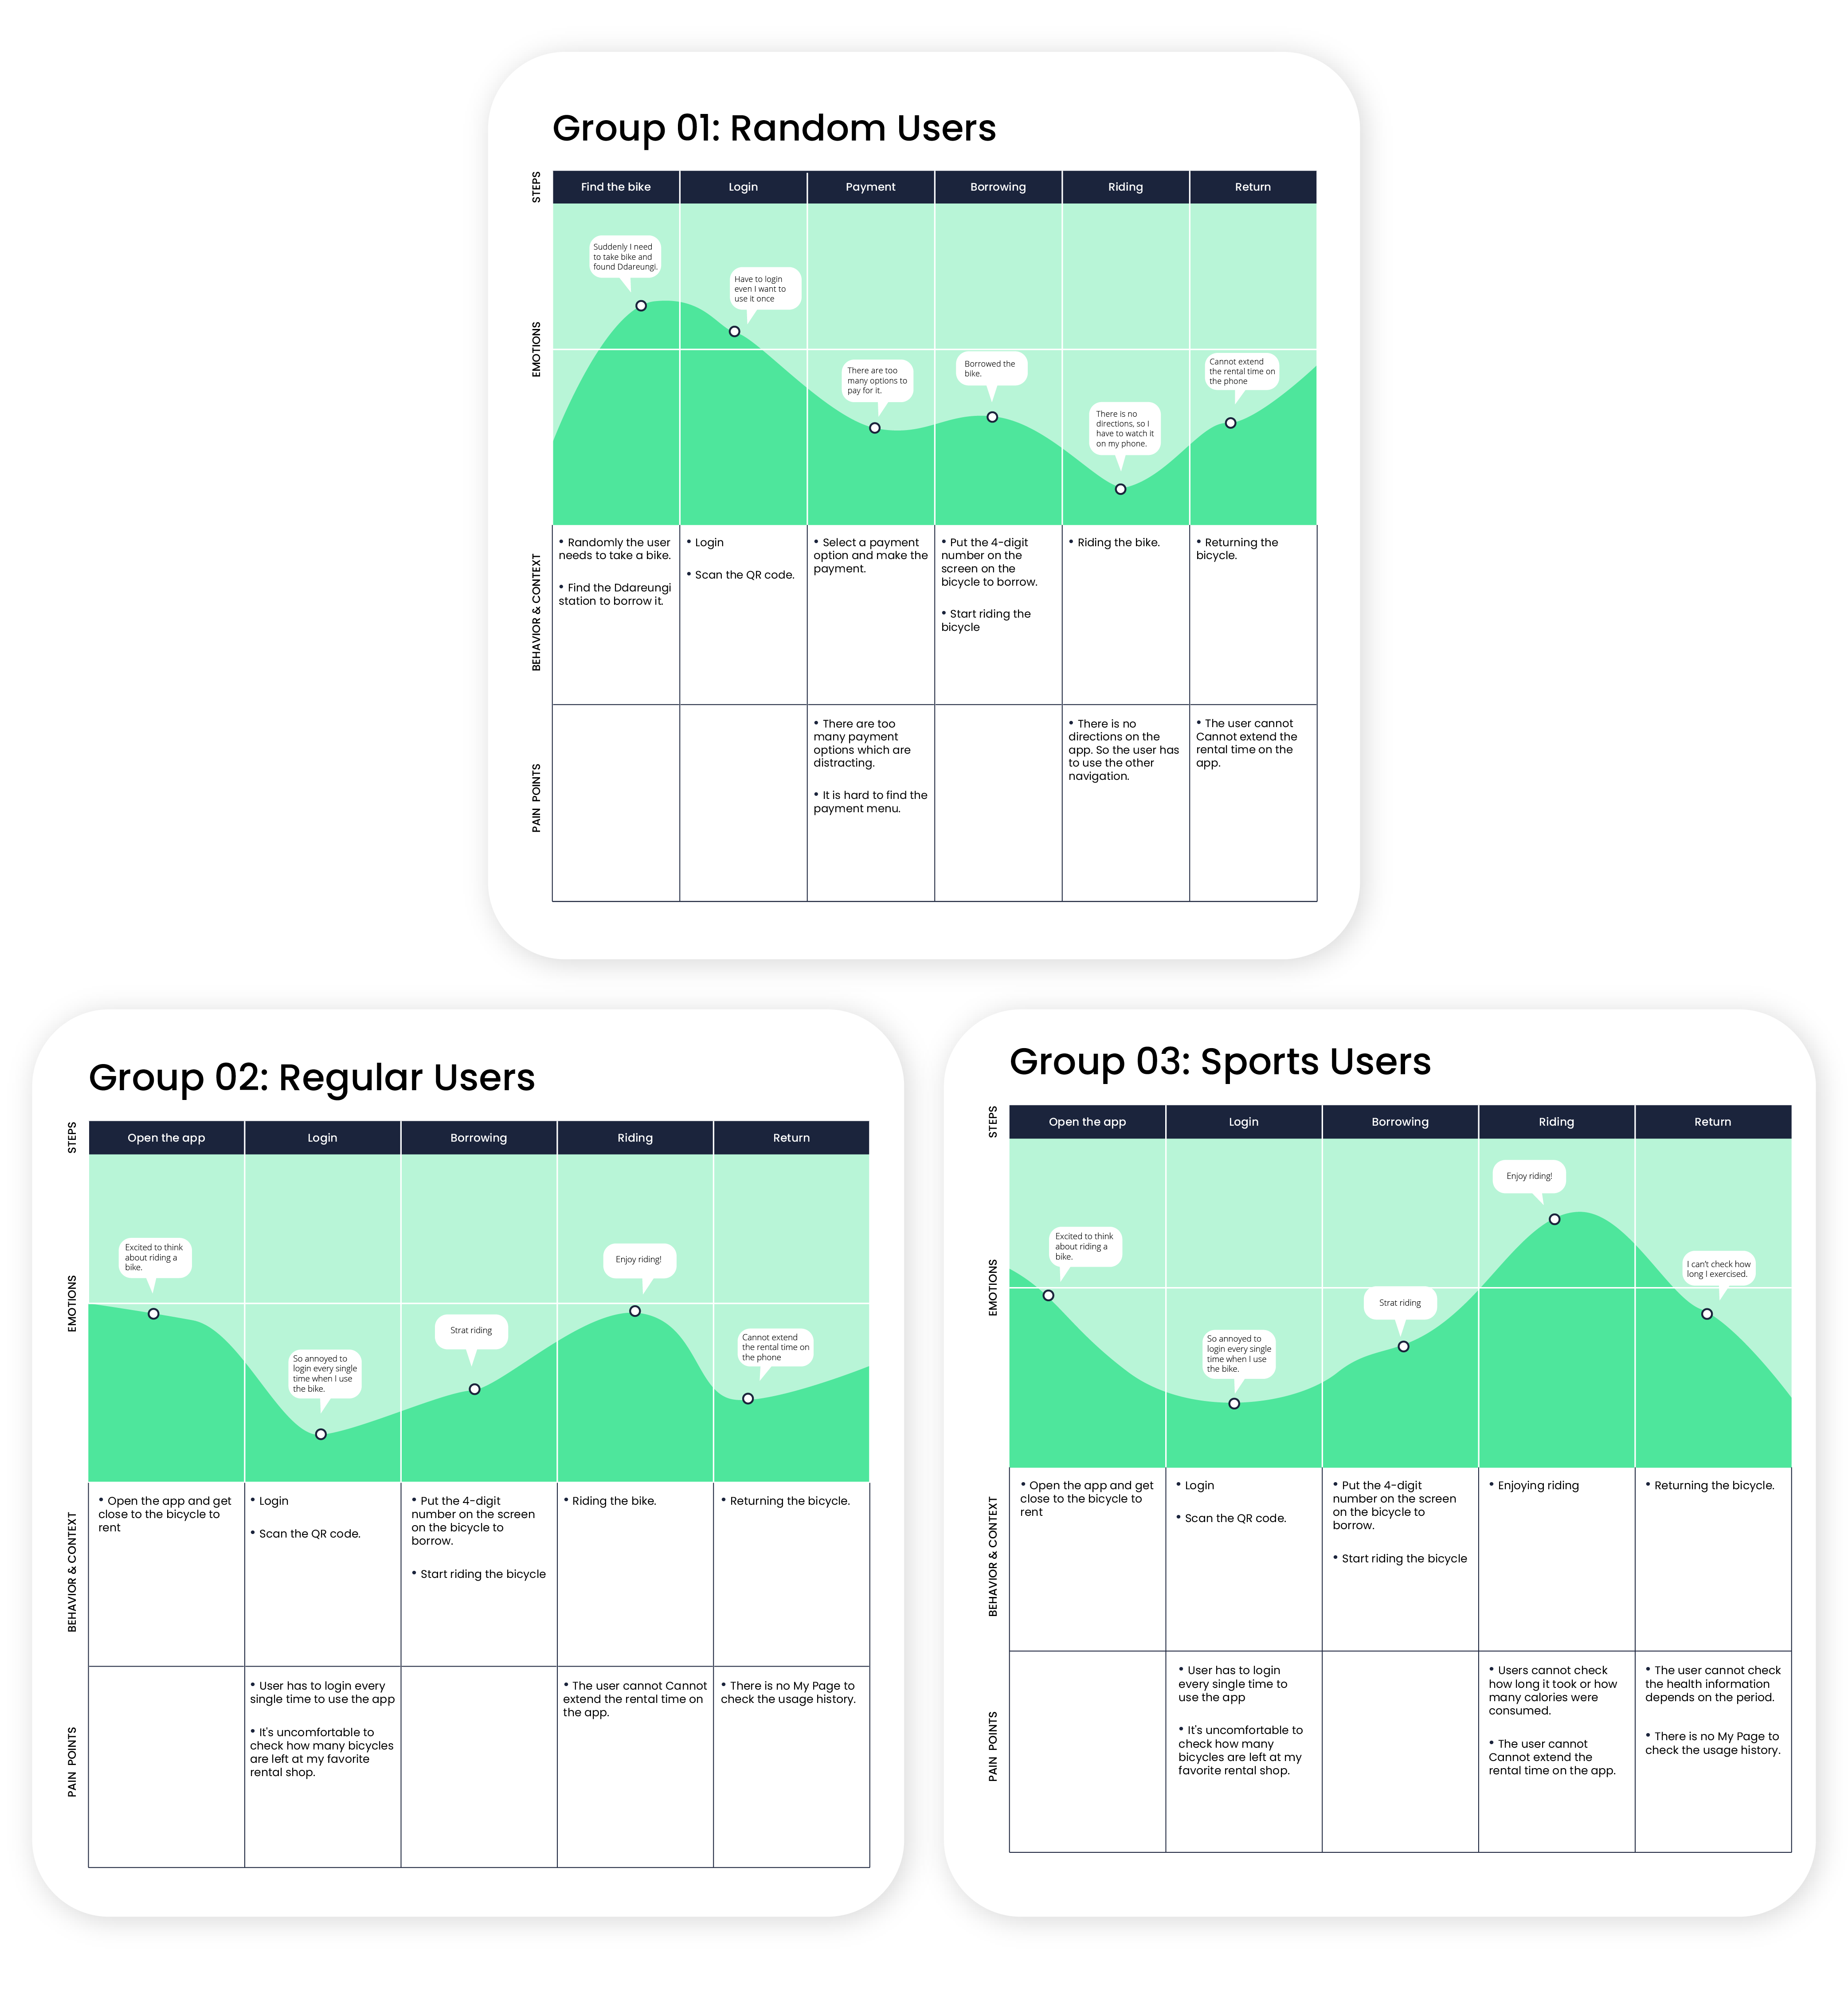 Group 01: Random Users
STEPS
Find the bike
Login
Payment
Borrowing
Riding
Return
EMOTIONS
Suddenly I need
to take bike and
found Ddareungi.
Have to login
even I want to
use it once
There are too
many options to
pay for it.
Borrowed the
bike.
There is no
directions, so I
have to watch it
on my phone.
Cannot extend
the rental time on
the phone
BEHAVIOR & CONTEXT
• Randomly the user
needs to take a bike.
• Find the Ddareungi
station to borrow it.
• Login
• Scan the QR code.
• Select a payment
option and make the
payment.
• Put the 4-digit
number on the
screen on the
bicycle to borrow.
• Start riding the
bicycle
• Riding the bike.
• Returning the
bicycle.
PAIN POINTS
• There are too
many payment
options which are
distracting.
• It is hard to find the
payment menu.
• There is no
directions on the
app. So the user has
to use the other
navigation.
• The user cannot
Cannot extend the
rental time on the
app.
Group 02: Regular Users
STEPS
Open the app
Login
Borrowing
Riding
Return
EMOTIONS
Excited to think
about riding a
bike.
So annoyed to
login every single
time when I use
the bike.
Strat riding
Enjoy riding!
Cannot extend
the rental time on
the phone
BEHAVIOR & CONTEXT
• Open the app and get
close to the bicycle to
rent
• Login
• Scan the QR code.
• Put the 4-digit
number on the screen
on the bicycle to
borrow.
• Start riding the bicycle
• Riding the bike.
• Returning the bicycle.
PAIN POINTS
• User has to login every
single time to use the app
• It's uncomfortable to
check how many bicycles
are left at my favorite
rental shop.
• The user cannot Cannot
extend the rental time on
the app.
• There is no My Page to
check the usage history.
Group 03: Sports Users
STEPS
Open the app
Login
Borrowing
Riding
Return
EMOTIONS
Excited to think
about riding a
bike.
So annoyed to
login every single
time when I use
the bike.
Strat riding
Enjoy riding!
I can't check how
long I exercised.
BEHAVIOR & CONTEXT
• Open the app and get
close to the bicycle to
rent
• Login
• Scan the QR code.
• Put the 4-digit
number on the screen
on the bicycle to
borrow.
• Start riding the bicycle
• Enjoying riding
• Returning the bicycle.
PAIN POINTS
• User has to login
every single time to
use the app
• It's uncomfortable to
check how many
bicycles are left at my
favorite rental shop.
• Users cannot check
how long it took or how
many calories were
consumed.
• The user cannot
Cannot extend the
rental time on the app.
• The user cannot check
the health information
depends on the period.
• There is no My Page to
check the usage history.